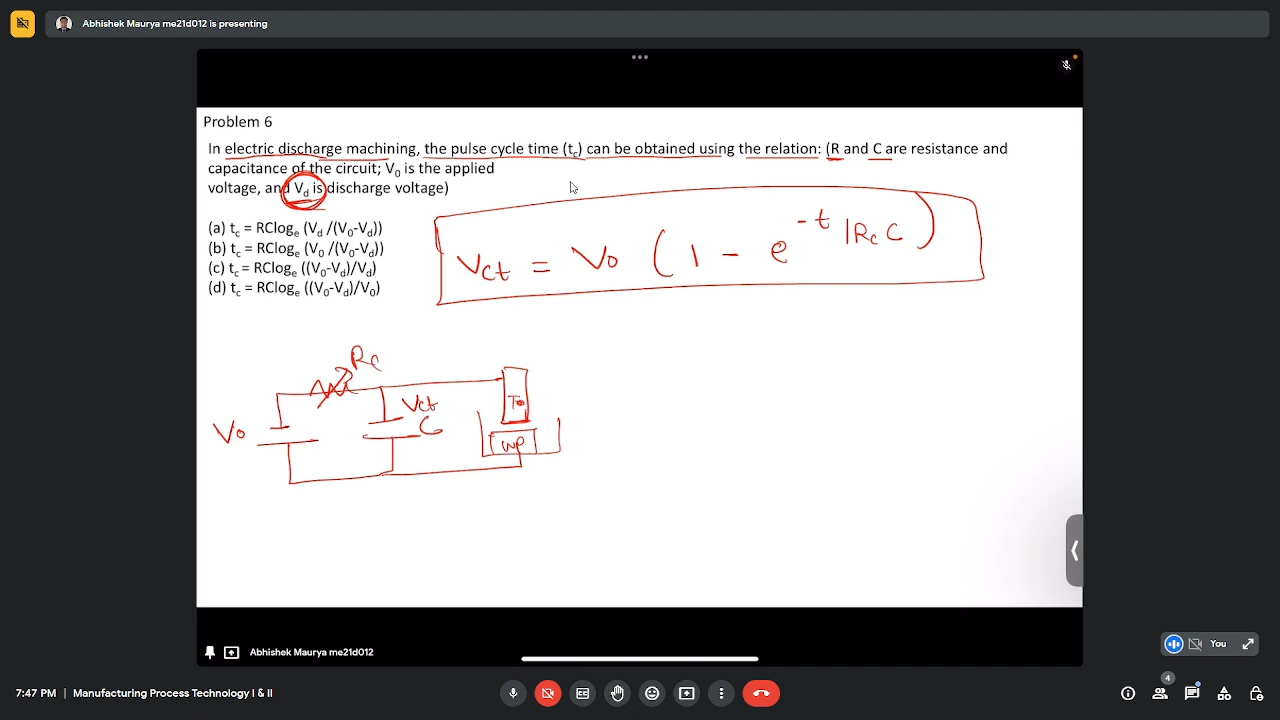 Abhishek Maurya me21d012 is presenting
Problem 6
In electric discharge machining, the pulse cycle time (tc) can be obtained using the relation: (R and C are resistance and
capacitance of the circuit; V0 is the applied
voltage, and Vd is discharge voltage)
(a) tc = RCloge (Vd /(V0-Vd))
(b) tc = RCloge (V0 /(V0-Vd))
(c) tc = RCloge ((V0-Vd)/Vd)
(d) tc = RCloge ((V0-Vd)/V0)
Vct = V0 (1 - e^-t/RcC)
Rc
V0
Vct
C
To
WP
Abhishek Maurya me21d012
You
4
7:47 PM | Manufacturing Process Technology I & II